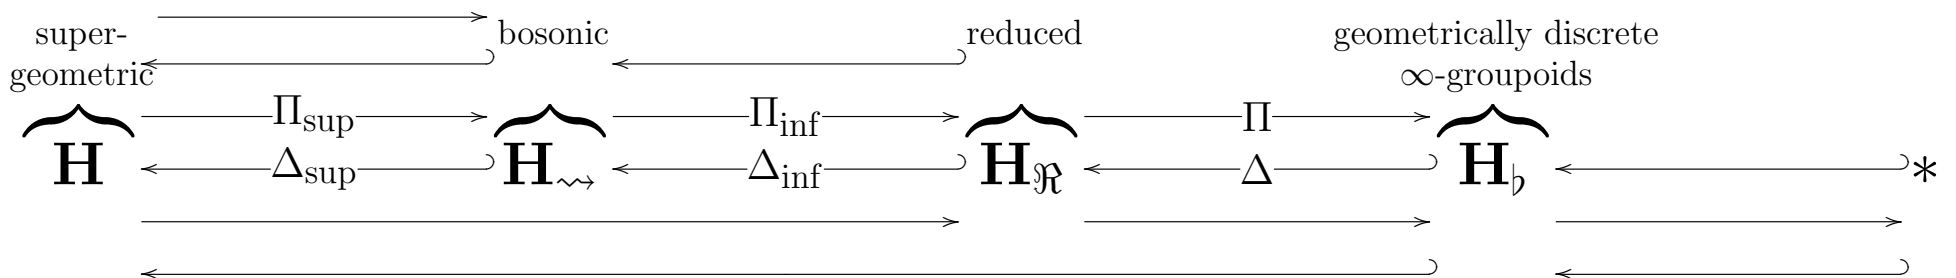 super- bosonic reduced geometrically discrete
geometric ∞-groupoids
Π_sup Π_inf Π
H Δ_sup H_⇝ Δ_inf H_ℜ Δ H_♭ *